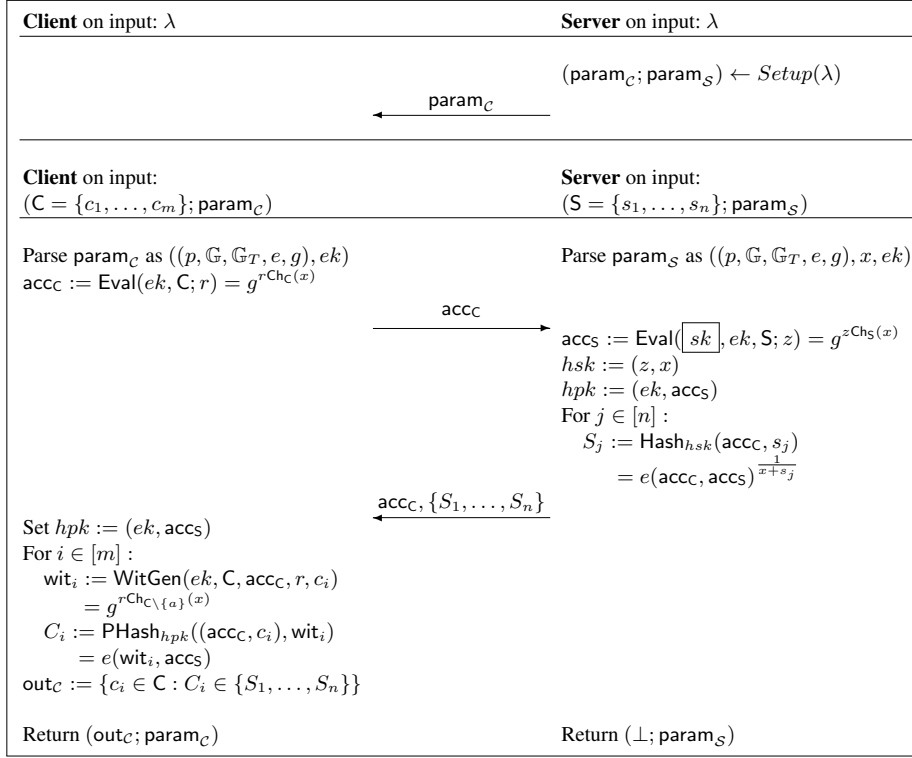 Client on input: λ Server on input: λ
(param_C; param_S) ← Setup(λ)
param_C
Client on input: Server on input:
(C = {c_1, . . . , c_m}; param_C) (S = {s_1, . . . , s_n}; param_S)
Parse param_C as ((p, 𝔾, 𝔾_T, e, g), ek) Parse param_S as ((p, 𝔾, 𝔾_T, e, g), x, ek)
acc_C := Eval(ek, C; r) = g^{rCh_C(x)}
acc_C
acc_S := Eval( sk , ek, S; z) = g^{zCh_S(x)}
hsk := (z, x)
hpk := (ek, acc_S)
For j ∈ [n] :
S_j := Hash_{hsk}(acc_C, s_j)
= e(acc_C, acc_S)^{\frac{1}{x+s_j}}
acc_C, {S_1, . . . , S_n}
Set hpk := (ek, acc_S)
For i ∈ [m] :
wit_i := WitGen(ek, C, acc_C, r, c_i)
= g^{rCh_{C\{a}}(x)}
C_i := PHash_{hpk}((acc_C, c_i), wit_i)
= e(wit_i, acc_S)
out_C := {c_i ∈ C : C_i ∈ {S_1, . . . , S_n}}
Return (out_C; param_C) Return (⊥; param_S)